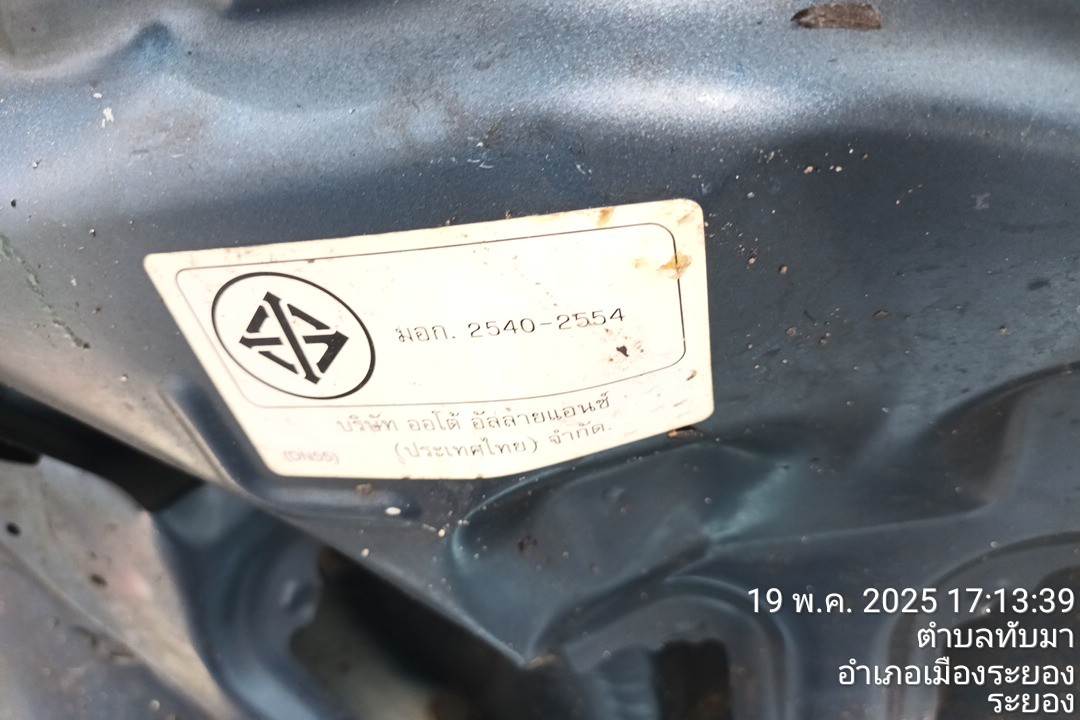 มอก. 2540-2554
บริษัท ออโต้ อัลลายแอนซ์
(ประเทศไทย) จำกัด.
(DN55)
19 พ.ค. 2025 17:13:39
ตำบลทับมา
อำเภอเมืองระยอง
ระยอง